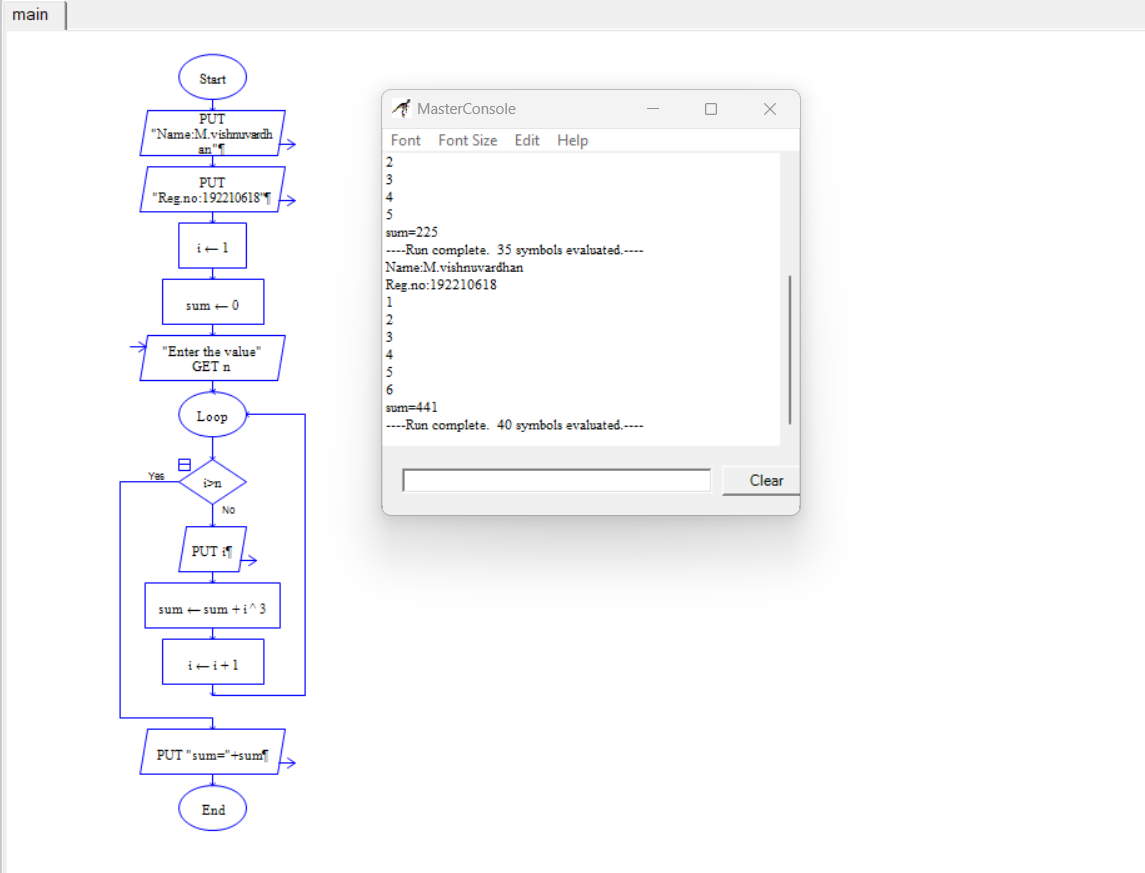 main
Start
PUT
"Name:M.vishnuvardh
an"¶
PUT
"Reg.no:192210618"¶
i ← 1
sum ← 0
"Enter the value"
GET n
Loop
Yes
i>n
No
PUT i¶
sum ← sum + i ^ 3
i ← i + 1
PUT "sum="+sum¶
End
MasterConsole
Font Font Size Edit Help
2
3
4
5
sum=225
----Run complete.  35 symbols evaluated.----
Name:M.vishnuvardhan
Reg.no:192210618
1
2
3
4
5
6
sum=441
----Run complete.  40 symbols evaluated.----
Clear